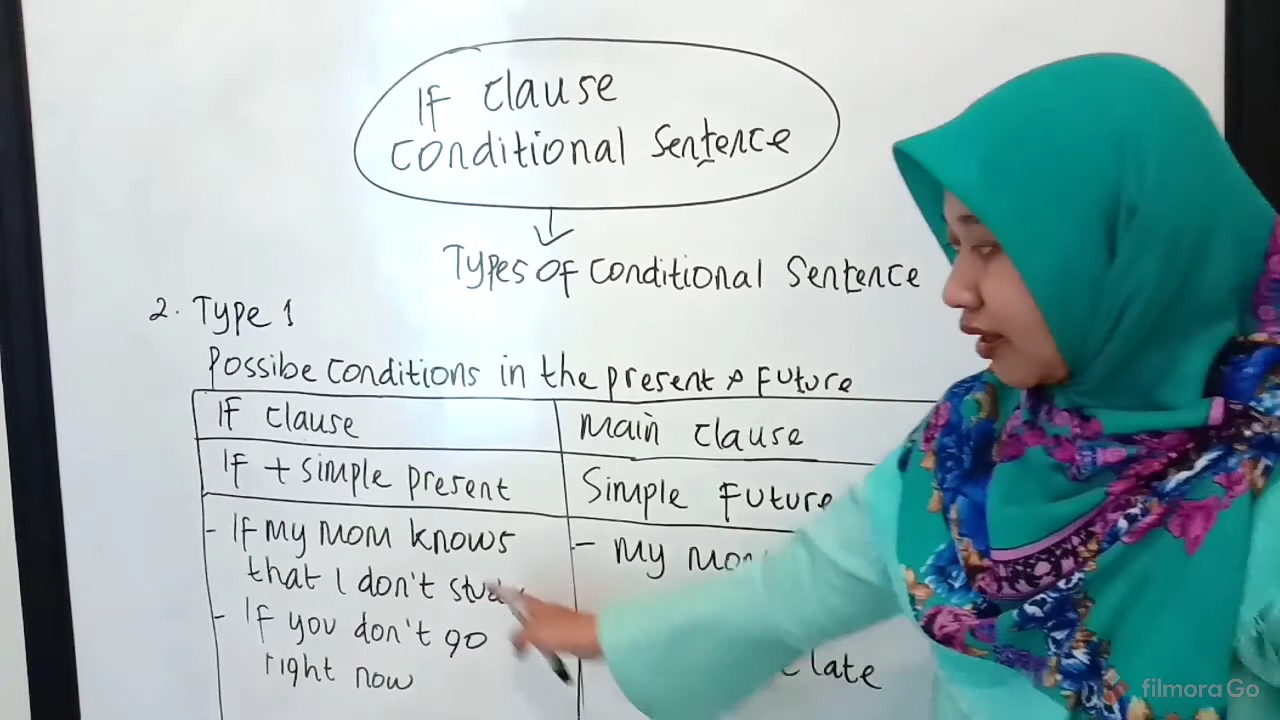 If Clause
Conditional Sentence
Types of Conditional Sentence
2. Type 1
Possibe conditions in the present & Future
If Clause
Main Clause
If + simple present
Simple Future
- If my mom knows
that I don't
- My
- If you don't go
right now
late
filmora Go